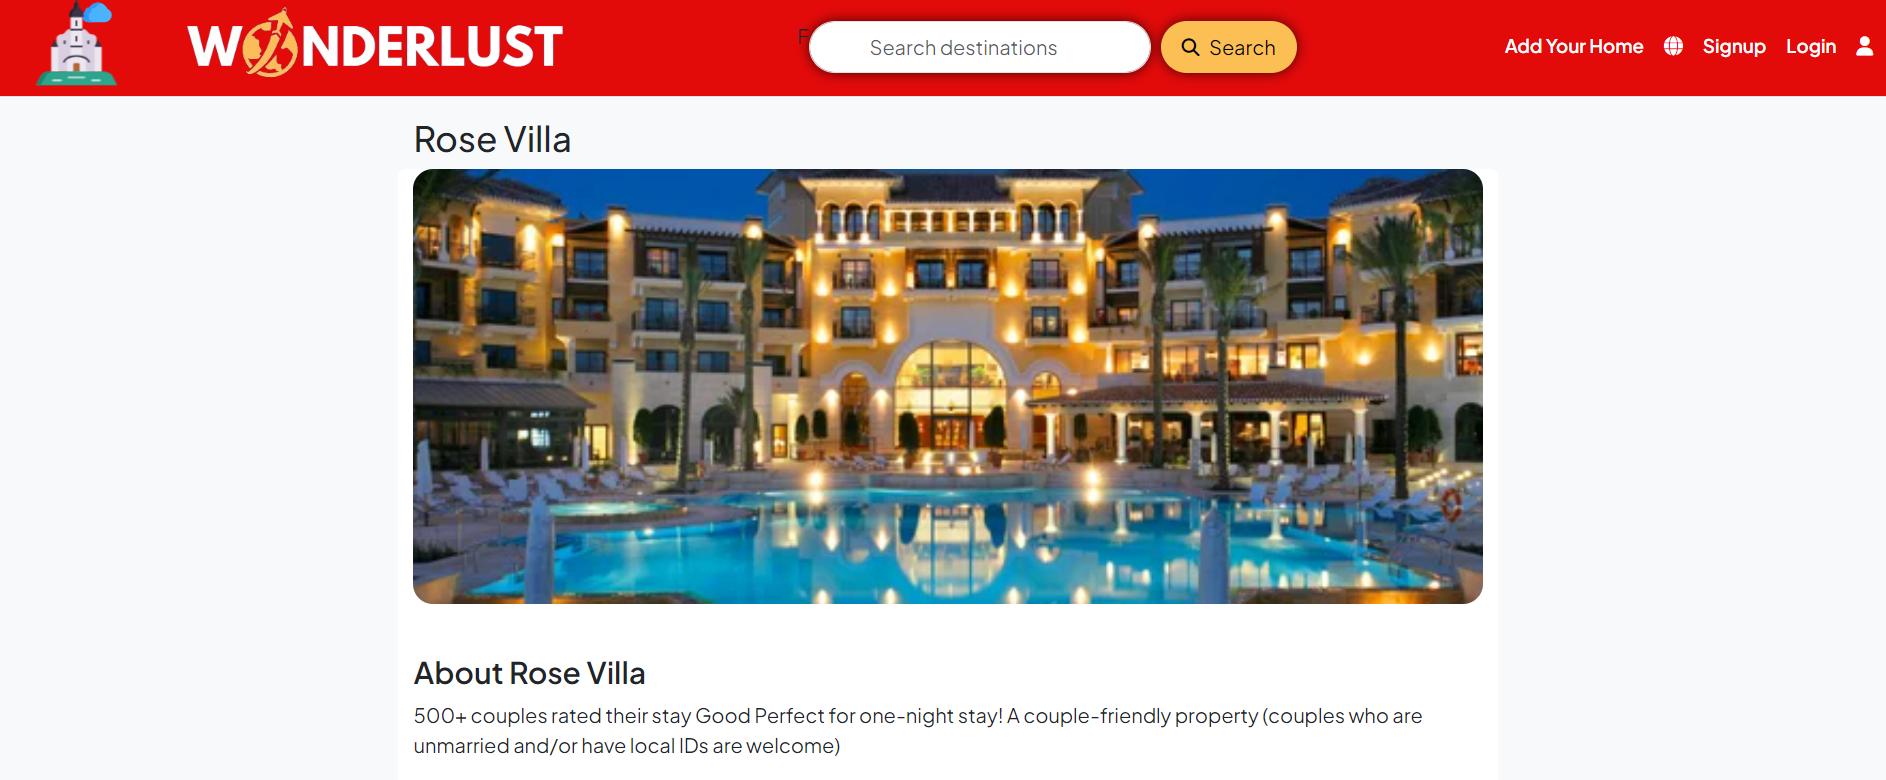 WONDERLUST
F
Search destinations
Search
Add Your Home
Signup
Login
Rose Villa
About Rose Villa
500+ couples rated their stay Good Perfect for one-night stay! A couple-friendly property (couples who are
unmarried and/or have local IDs are welcome)